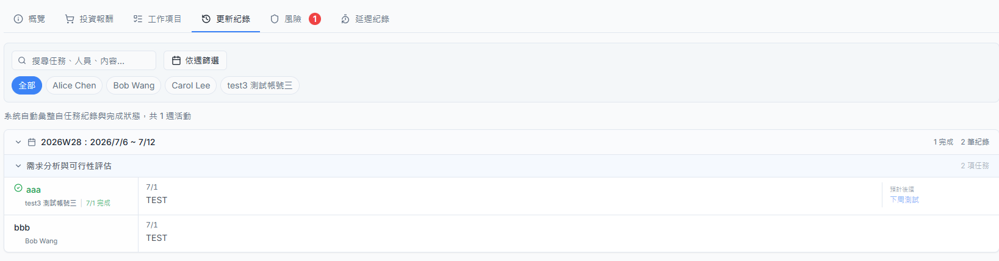 概覽 投資報酬 工作項目 更新紀錄 風險 1 延遲紀錄
搜尋任務、人員、內容... 依週篩選
全部 Alice Chen Bob Wang Carol Lee test3 測試帳號三
系統自動彙整自任務紀錄與完成狀態，共 1 週活動
2026W28：2026/7/6 ~ 7/12 1 完成 2 筆紀錄
需求分析與可行性評估 2 項任務
aaa
test3 測試帳號三 | 7/1 完成
7/1
TEST
預計後續
下周測試
bbb
Bob Wang
7/1
TEST